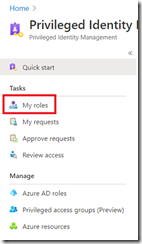 Home >
Privileged Identity M
Privileged Identity Management
«
Quick start
Tasks
My roles
My requests
Approve requests
Review access
Manage
Azure AD roles
Privileged access groups (Preview)
Azure resources